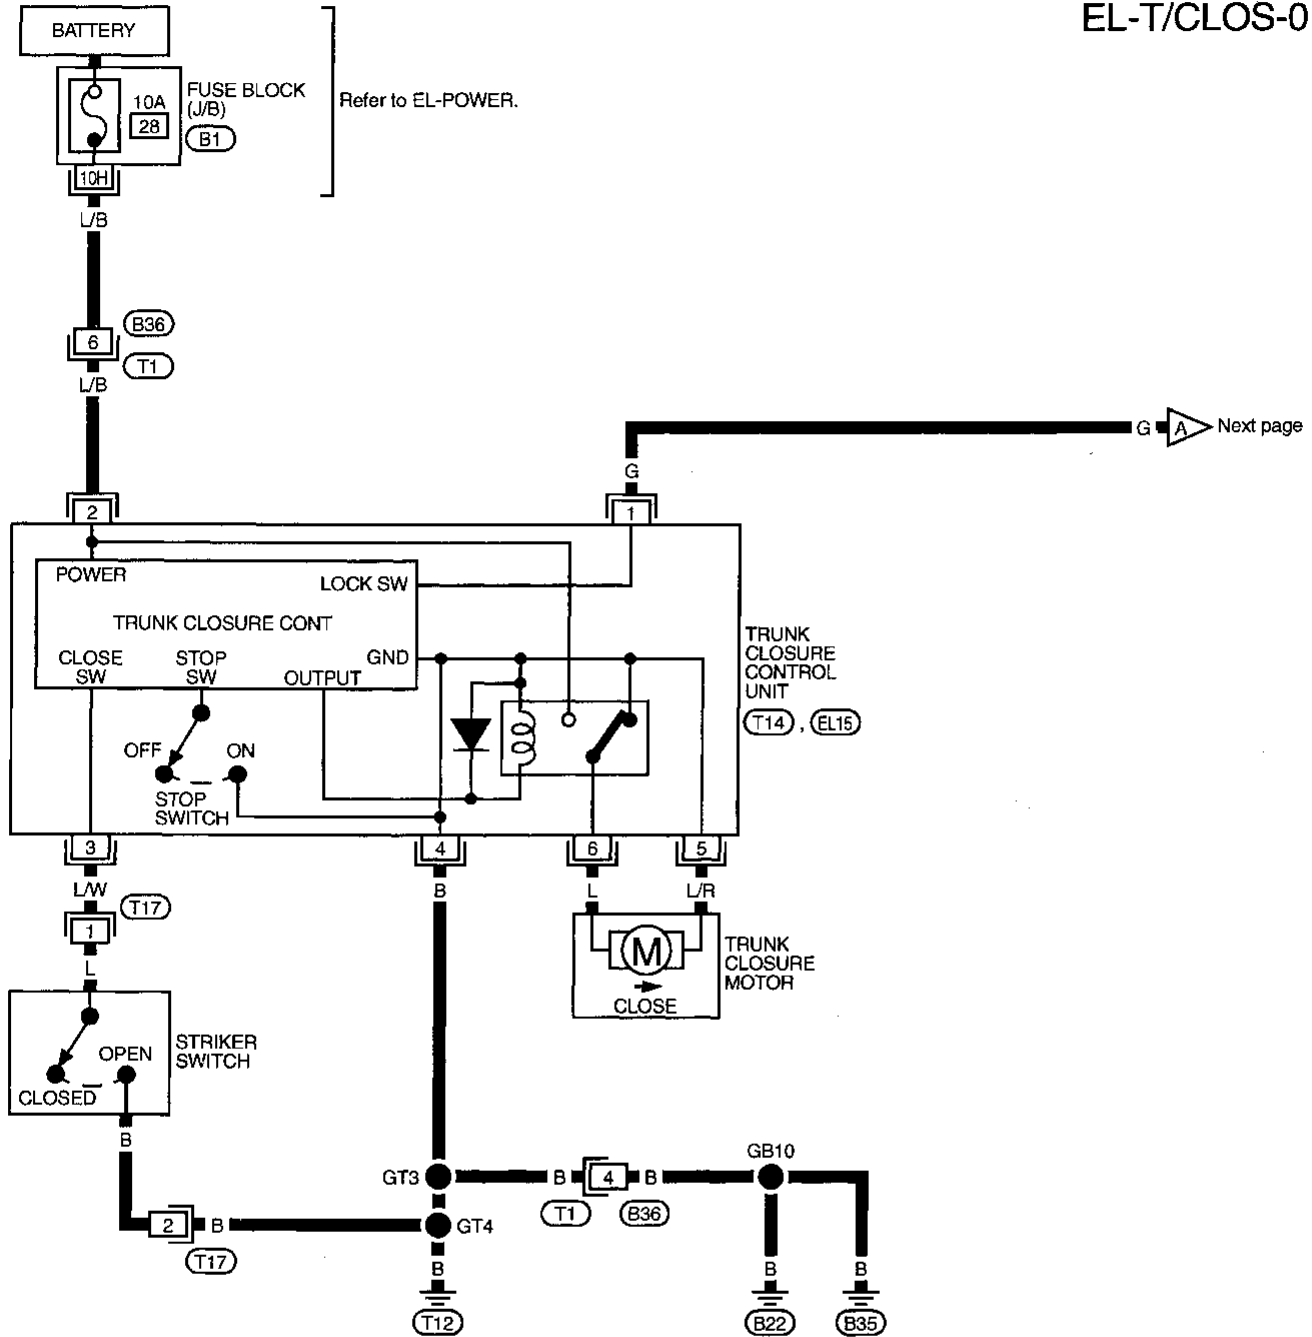 EL-T/CLOS-0
BATTERY
FUSE BLOCK
(J/B)
10A
28
B1
Refer to EL-POWER.
10H
L/B
B36
6
T1
L/B
G A Next page
G
2
1
POWER
LOCK SW
TRUNK CLOSURE CONT
CLOSE
SW
STOP
SW
OUTPUT
GND
TRUNK
CLOSURE
CONTROL
UNIT
T14 , EL15
OFF
ON
STOP
SWITCH
3
4
6
5
L/W
B
L
L/R
T17
1
L
M
CLOSE
TRUNK
CLOSURE
MOTOR
STRIKER
SWITCH
OPEN
CLOSED
B
GT3
B 4 B
GB10
T1
B36
2 B
GT4
T17
B
B
B
T12
B22
B35